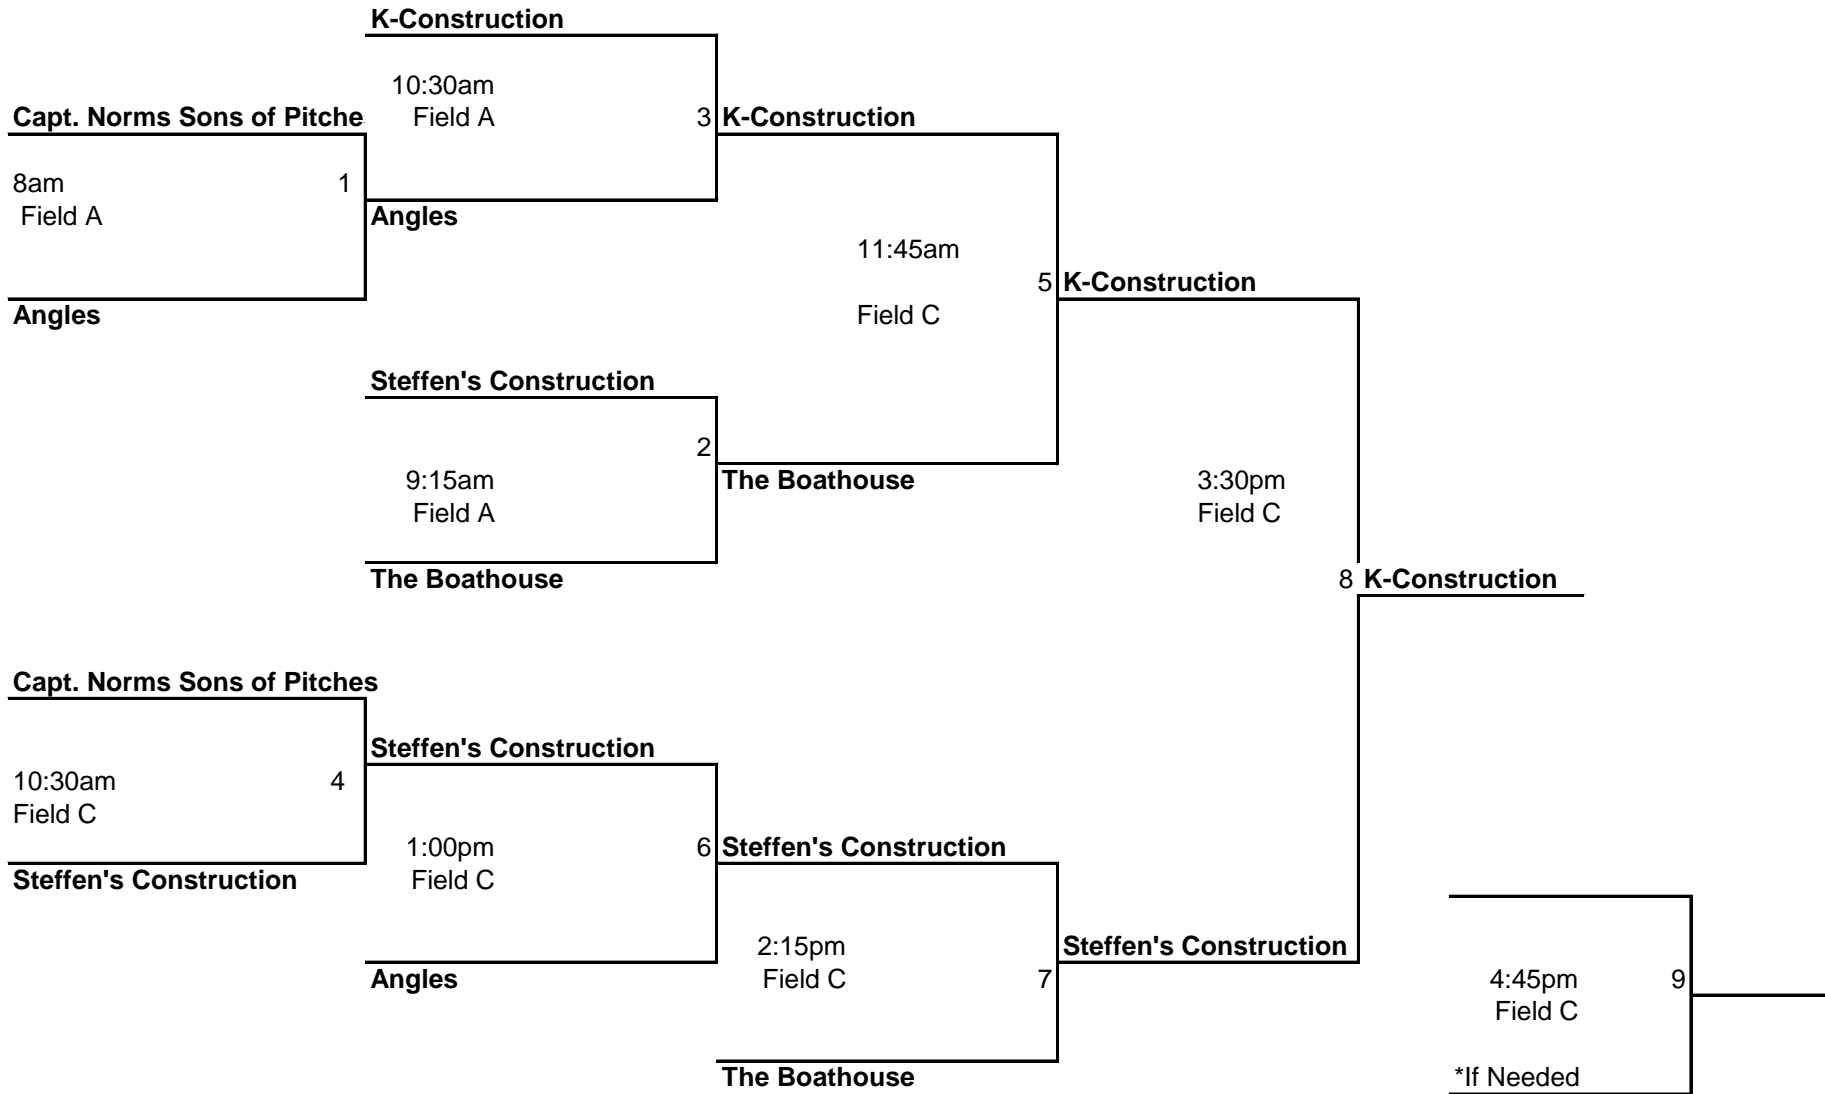 K-Construction
10:30am
Capt. Norms Sons of Pitche
Field A
3
K-Construction
8am
1
Field A
Angles
11:45am
5
K-Construction
Angles
Field C
Steffen's Construction
2
9:15am
The Boathouse
3:30pm
Field A
Field C
The Boathouse
8
K-Construction
Capt. Norms Sons of Pitches
Steffen's Construction
10:30am
4
Field C
1:00pm
6
Steffen's Construction
Steffen's Construction
Field C
2:15pm
Steffen's Construction
Angles
Field C
7
4:45pm
9
Field C
The Boathouse
*If Needed